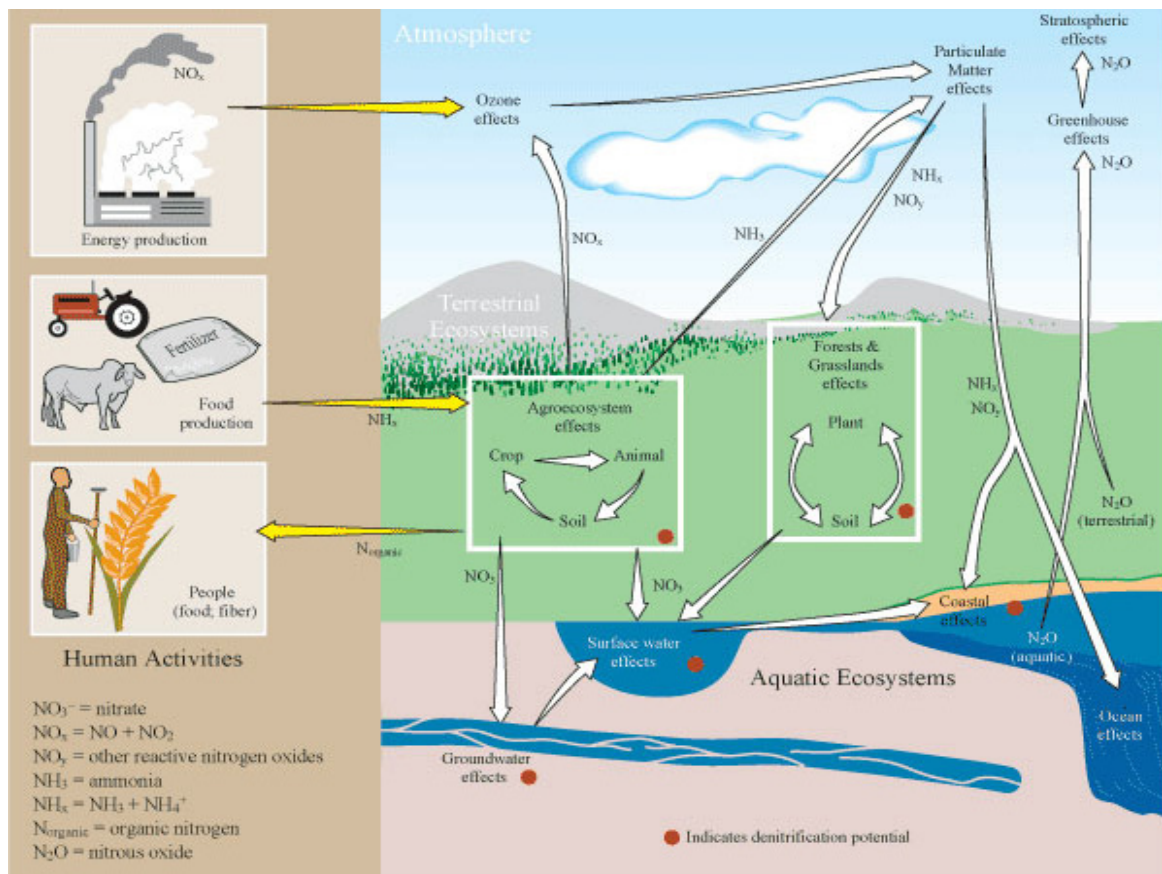 Atmosphere
NOx
Energy production
Ozone
effects
Particulate
Matter
effects
Stratospheric
effects
N2O
Greenhouse
effects
N2O
NOx
NH3
NHx
NOy
Fertilizer
Food
production
NHx
Terrestrial
Ecosystems
Agroecosystem
effects
Crop
Animal
Soil
Forests &
Grasslands
effects
Plant
Soil
NHx
NOy
N2O
(terrestrial)
Norganic
People
(food; fiber)
Human Activities
NO3
NO3
Surface water
effects
Coastal
effects
N2O
(aquatic)
Aquatic Ecosystems
Ocean
effects
Groundwater
effects
NO3⁻ = nitrate
NOx = NO + NO2
NOy = other reactive nitrogen oxides
NH3 = ammonia
NHx = NH3 + NH4⁺
Norganic = organic nitrogen
N2O = nitrous oxide
Indicates denitrification potential